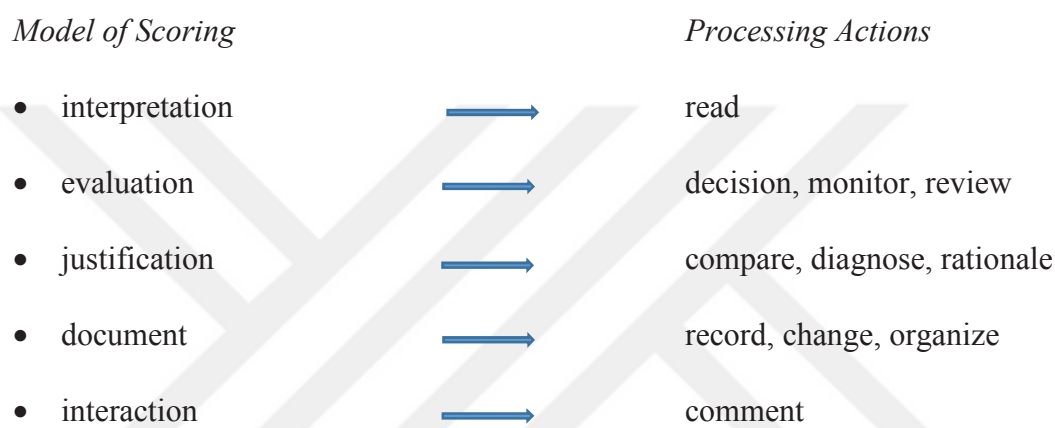 Model of Scoring Processing Actions
• interpretation read
• evaluation decision, monitor, review
• justification compare, diagnose, rationale
• document record, change, organize
• interaction comment